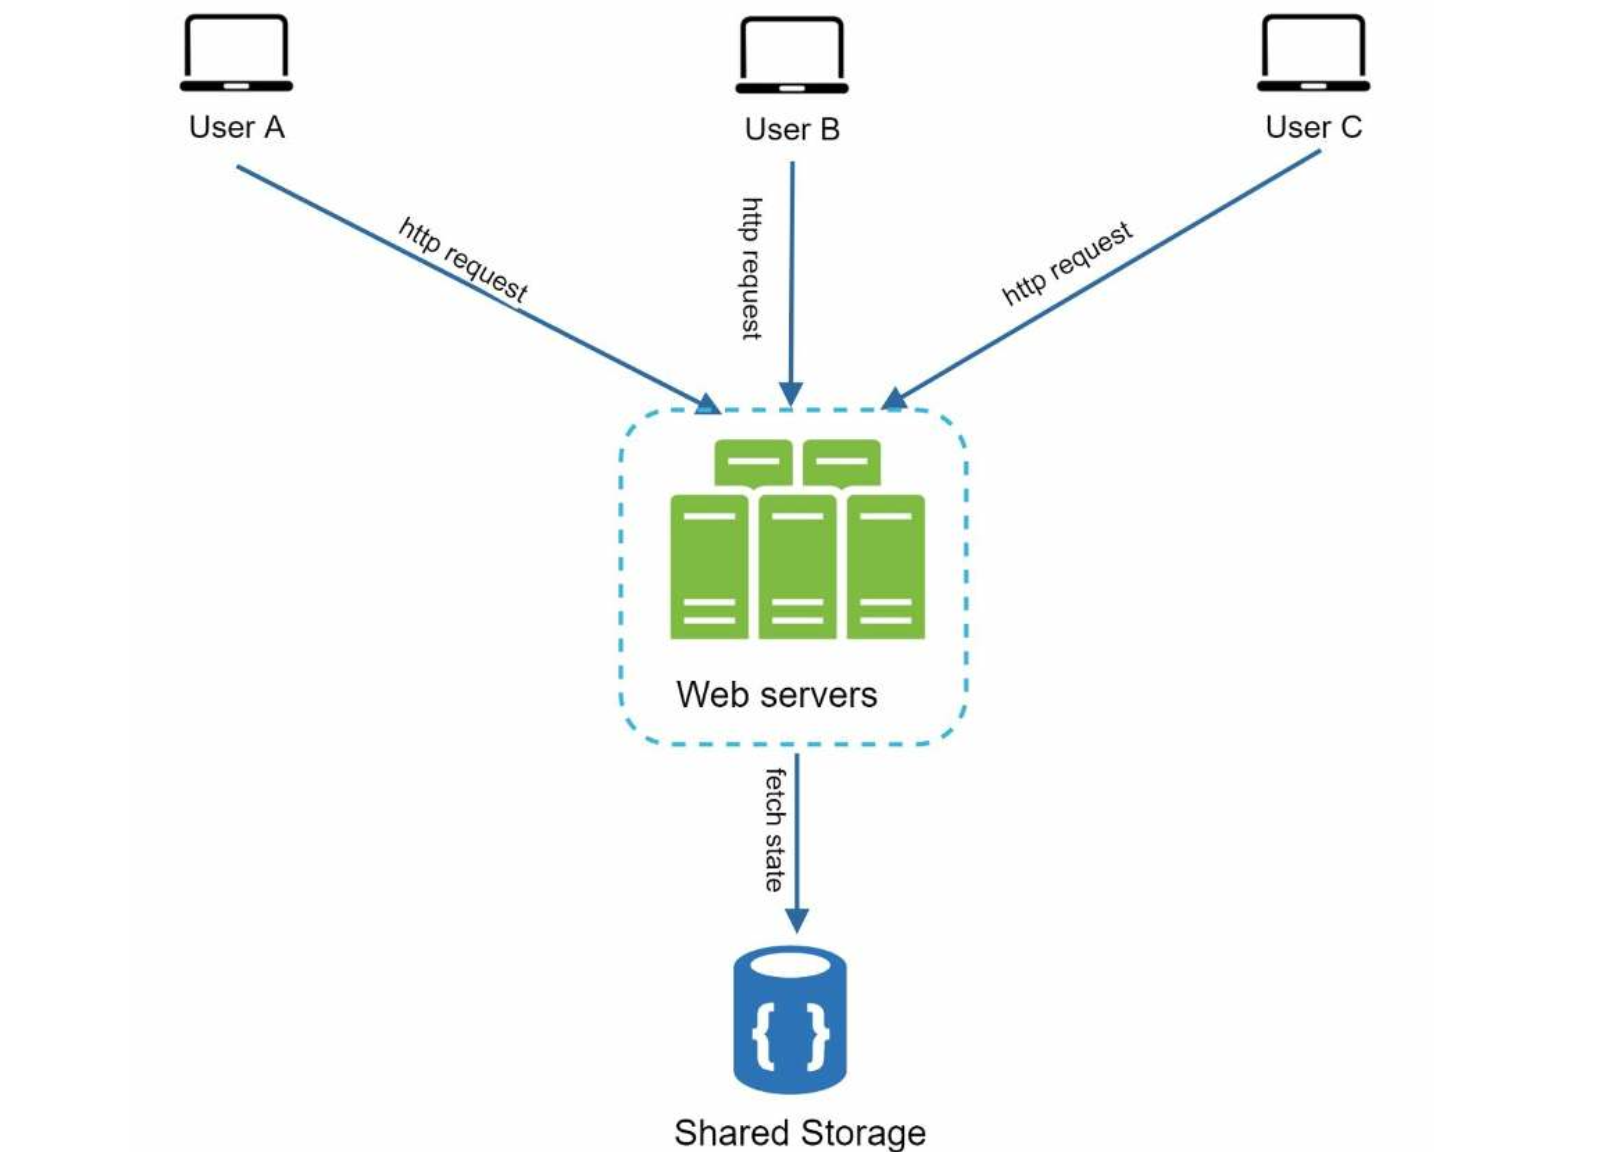 User A
User B
User C
http request
http request
http request
Web servers
fetch state
{ }
Shared Storage